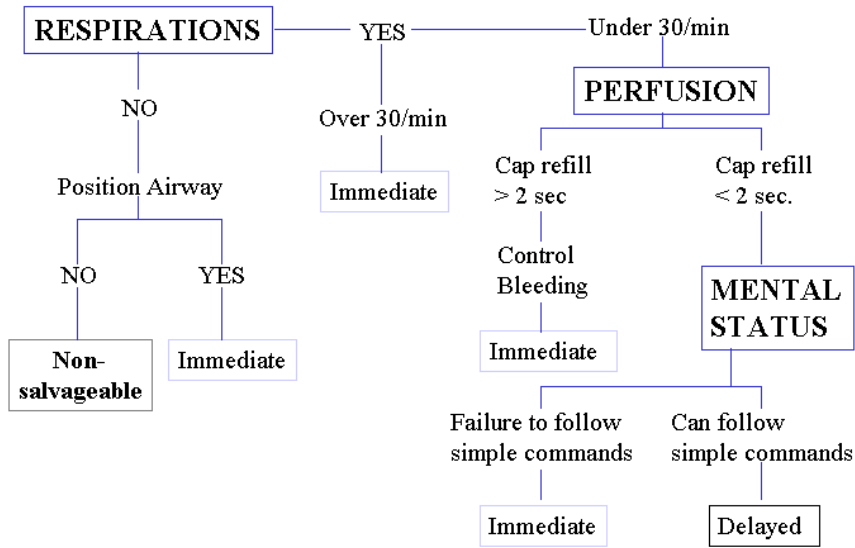 RESPIRATIONS
YES
Under 30/min
NO
Over 30/min
Immediate
PERFUSION
Position Airway
NO
YES
Non-
salvageable
Immediate
Cap refill
> 2 sec
Cap refill
< 2 sec.
Control
Bleeding
Immediate
MENTAL
STATUS
Failure to follow
simple commands
Can follow
simple commands
Immediate
Delayed